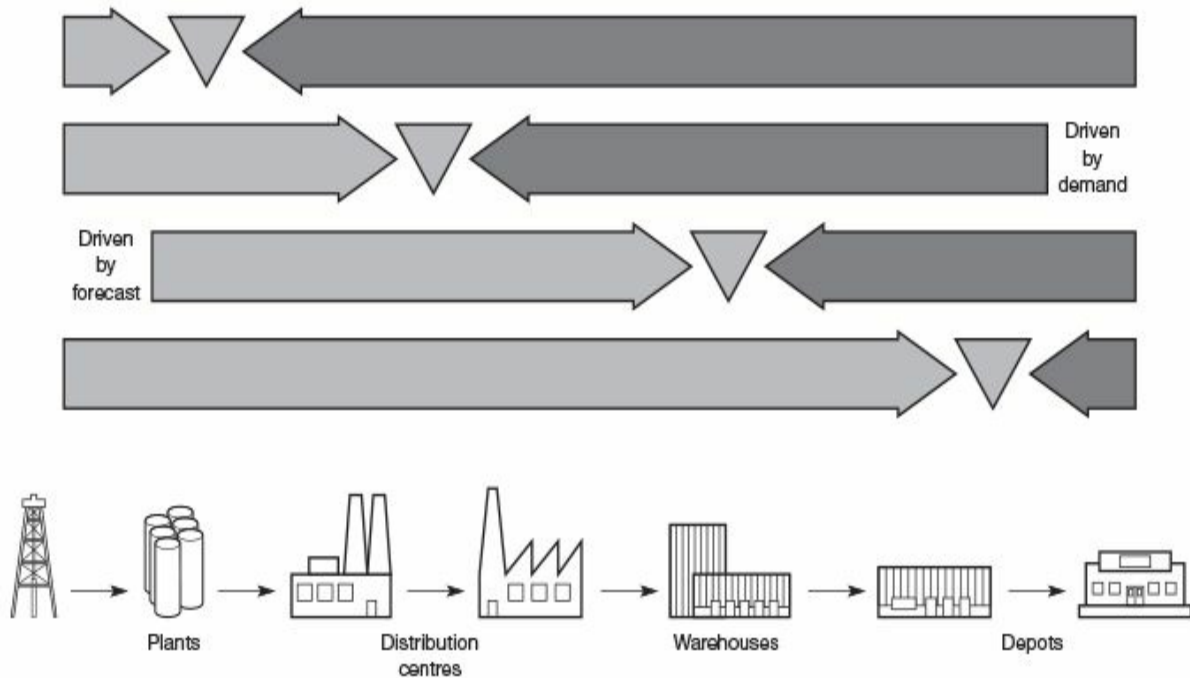 Driven
by
demand
Driven
by
forecast
Plants
Distribution
centres
Warehouses
Depots